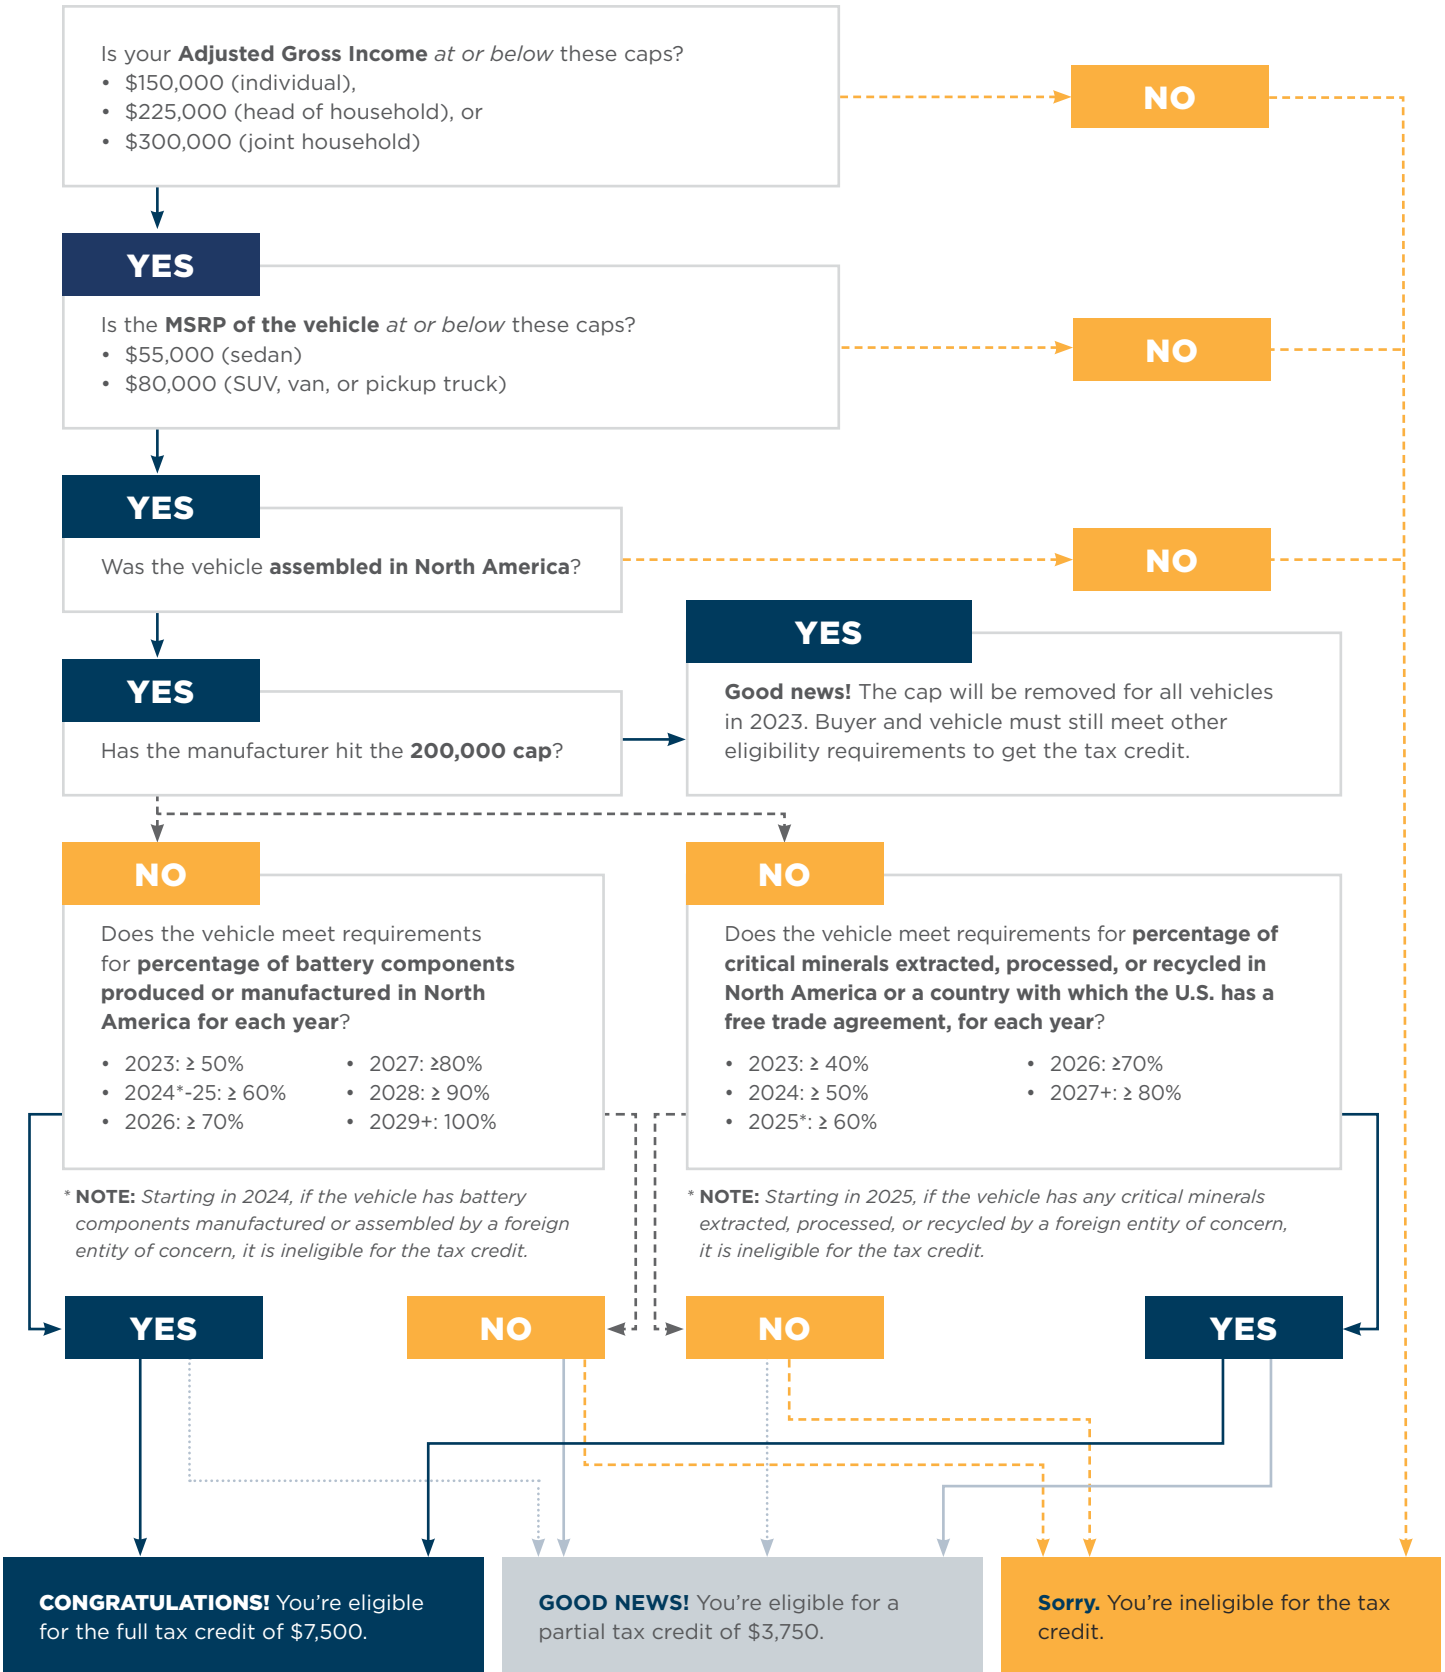 Is your Adjusted Gross Income at or below these caps?
• $150,000 (individual),
• $225,000 (head of household), or
• $300,000 (joint household)
NO
YES
Is the MSRP of the vehicle at or below these caps?
• $55,000 (sedan)
• $80,000 (SUV, van, or pickup truck)
NO
YES
Was the vehicle assembled in North America?
NO
YES
Has the manufacturer hit the 200,000 cap?
YES
Good news! The cap will be removed for all vehicles
in 2023. Buyer and vehicle must still meet other
eligibility requirements to get the tax credit.
NO
Does the vehicle meet requirements
for percentage of battery components
produced or manufactured in North
America for each year?
• 2023: ≥ 50%
• 2024*-25: ≥ 60%
• 2026: ≥ 70%
• 2027: ≥80%
• 2028: ≥ 90%
• 2029+: 100%
* NOTE: Starting in 2024, if the vehicle has battery
components manufactured or assembled by a foreign
entity of concern, it is ineligible for the tax credit.
NO
Does the vehicle meet requirements for percentage of
critical minerals extracted, processed, or recycled in
North America or a country with which the U.S. has a
free trade agreement, for each year?
• 2023: ≥ 40%
• 2024: ≥ 50%
• 2025*: ≥ 60%
• 2026: ≥70%
• 2027+: ≥ 80%
* NOTE: Starting in 2025, if the vehicle has any critical minerals
extracted, processed, or recycled by a foreign entity of concern,
it is ineligible for the tax credit.
YES
NO
NO
YES
CONGRATULATIONS! You’re eligible
for the full tax credit of $7,500.
GOOD NEWS! You’re eligible for a
partial tax credit of $3,750.
Sorry. You’re ineligible for the tax
credit.